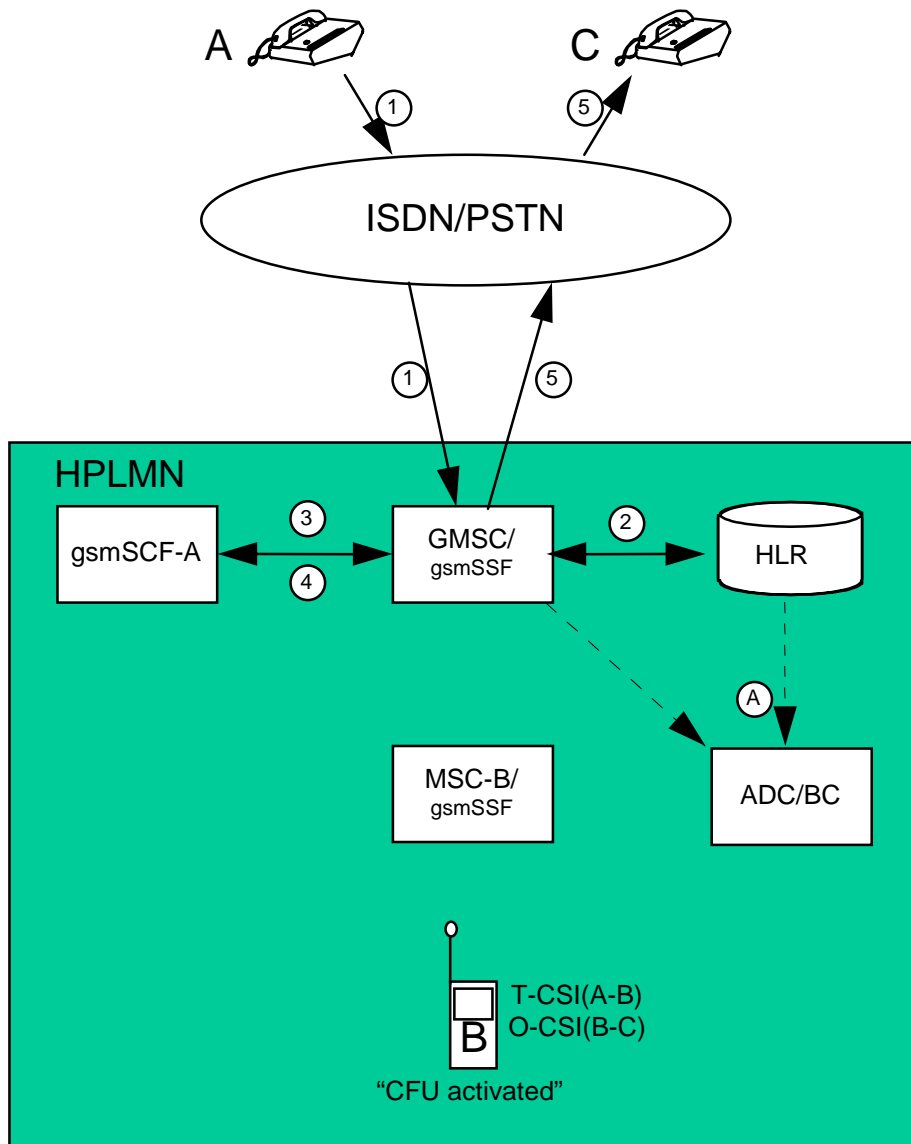 A
C
1
5
ISDN/PSTN
1
5
HPLMN
gsmSCF-A
3
4
GMSC/
gsmSSF
2
HLR
A
MSC-B/
gsmSSF
ADC/BC
B
T-CSI(A-B)
O-CSI(B-C)
“CFU activated”